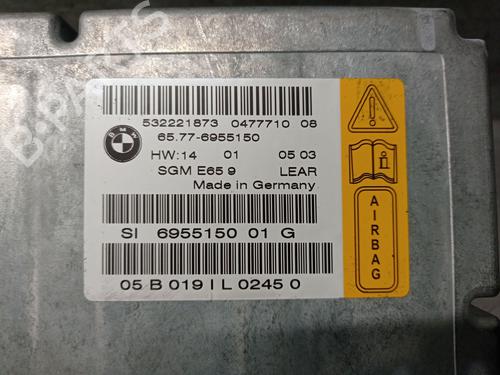 B-PARTS
532221873 0477710 08
65.77-6955150
BMW
HW:14 01 05 03
SGM E65 9 LEAR
Made in Germany
SI 6955150 01 G
05 B 019 I L 0245 0
AIRBAG